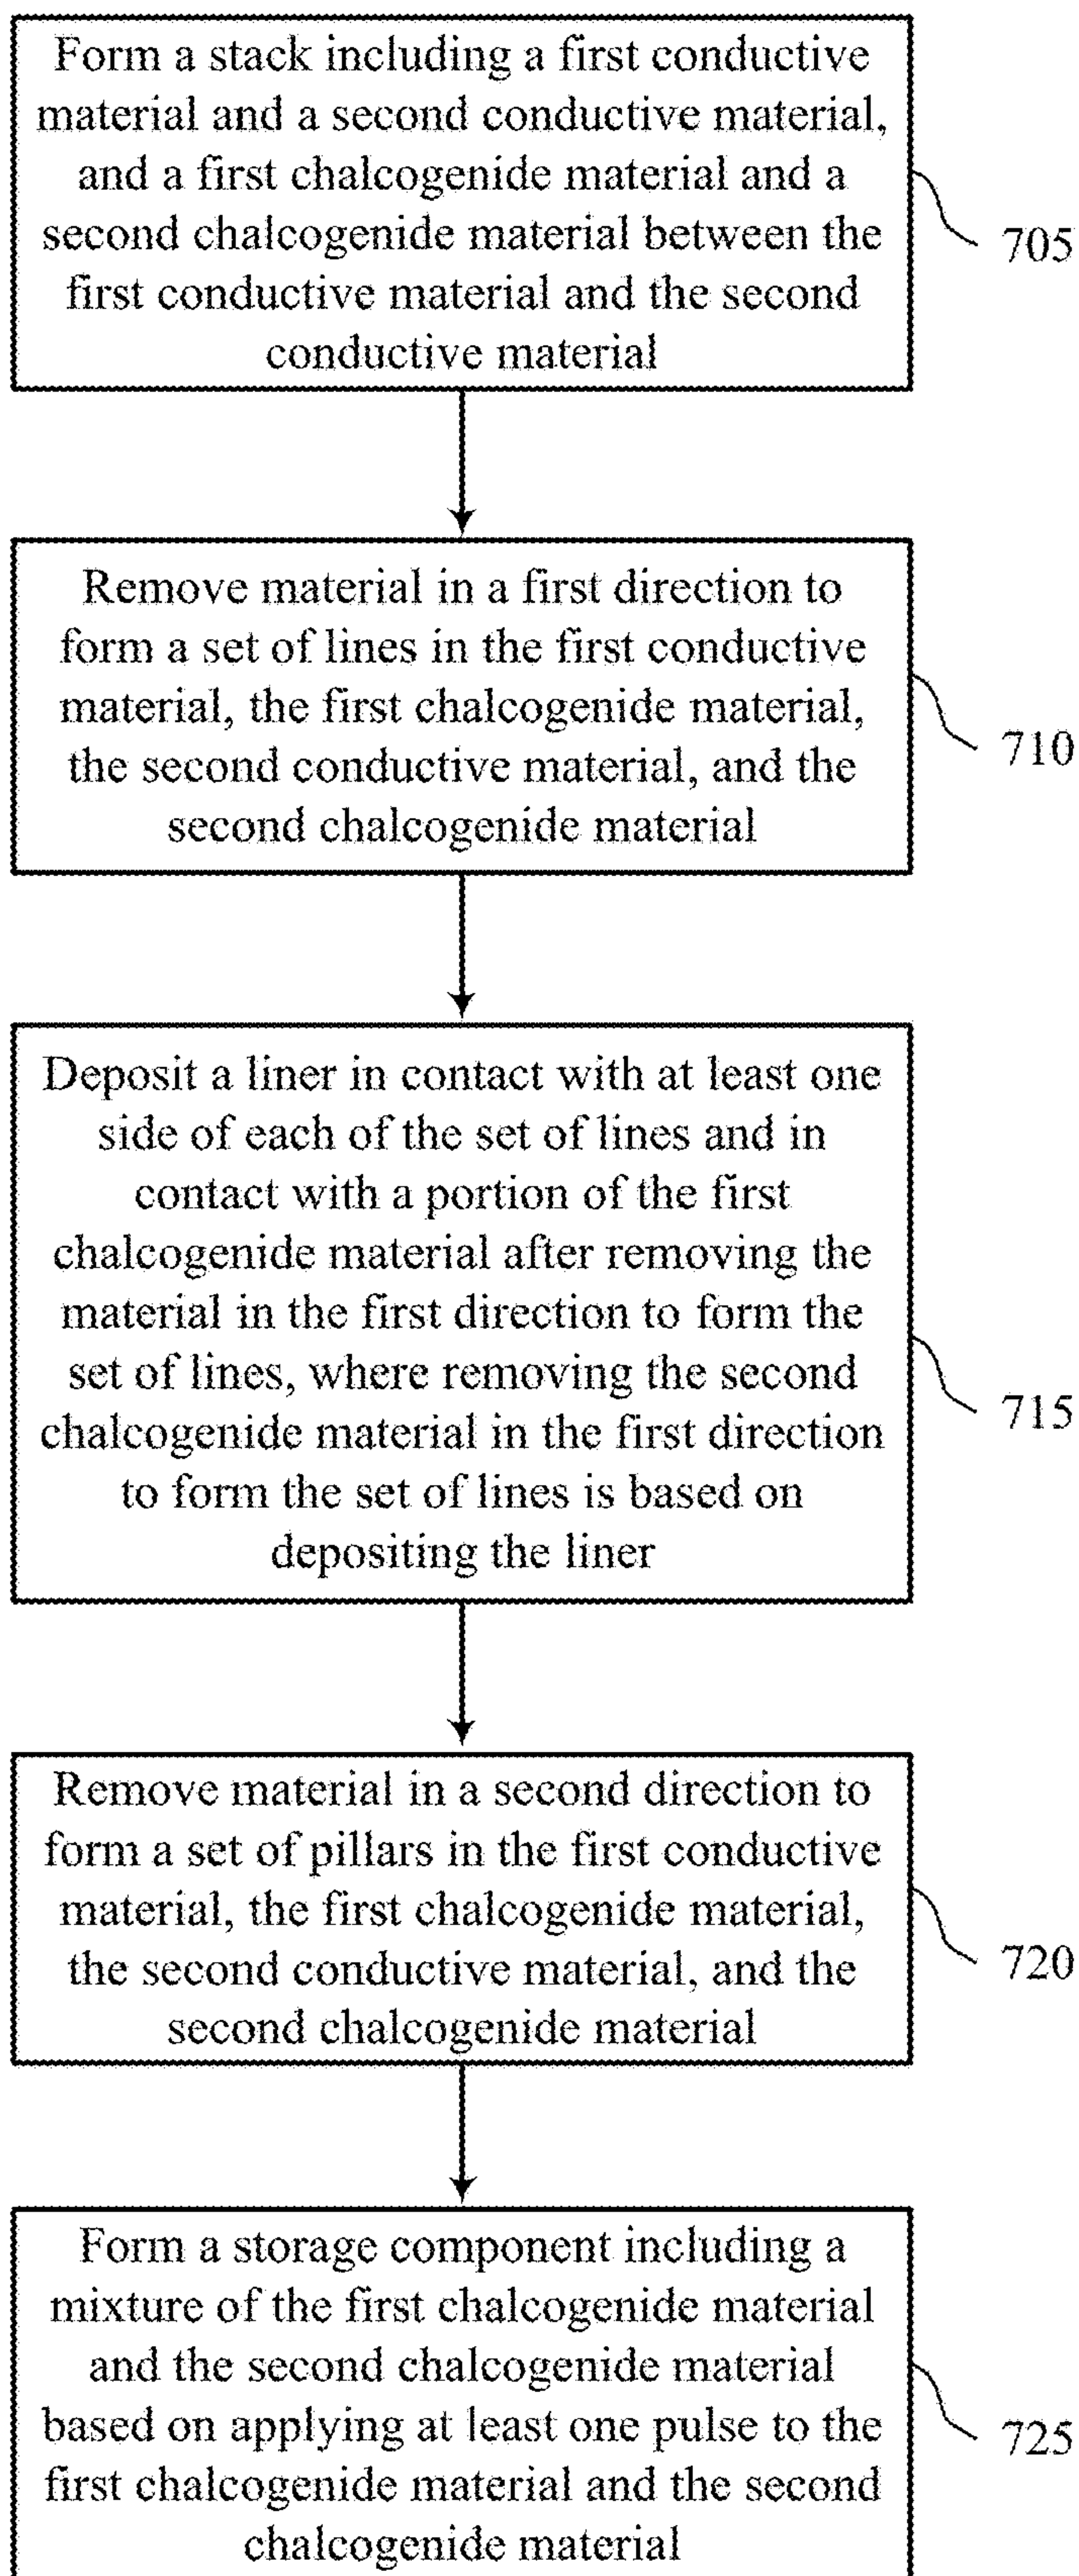 Form a stack including a first conductive
material and a second conductive material,
and a first chalcogenide material and a
second chalcogenide material between the
first conductive material and the second
conductive material
705
Remove material in a first direction to
form a set of lines in the first conductive
material, the first chalcogenide material,
the second conductive material, and the
second chalcogenide material
710
Deposit a liner in contact with at least one
side of each of the set of lines and in
contact with a portion of the first
chalcogenide material after removing the
material in the first direction to form the
set of lines, where removing the second
chalcogenide material in the first direction
to form the set of lines is based on
depositing the liner
715
Remove material in a second direction to
form a set of pillars in the first conductive
material, the first chalcogenide material,
the second conductive material, and the
second chalcogenide material
720
Form a storage component including a
mixture of the first chalcogenide material
and the second chalcogenide material
based on applying at least one pulse to the
first chalcogenide material and the second
chalcogenide material
725